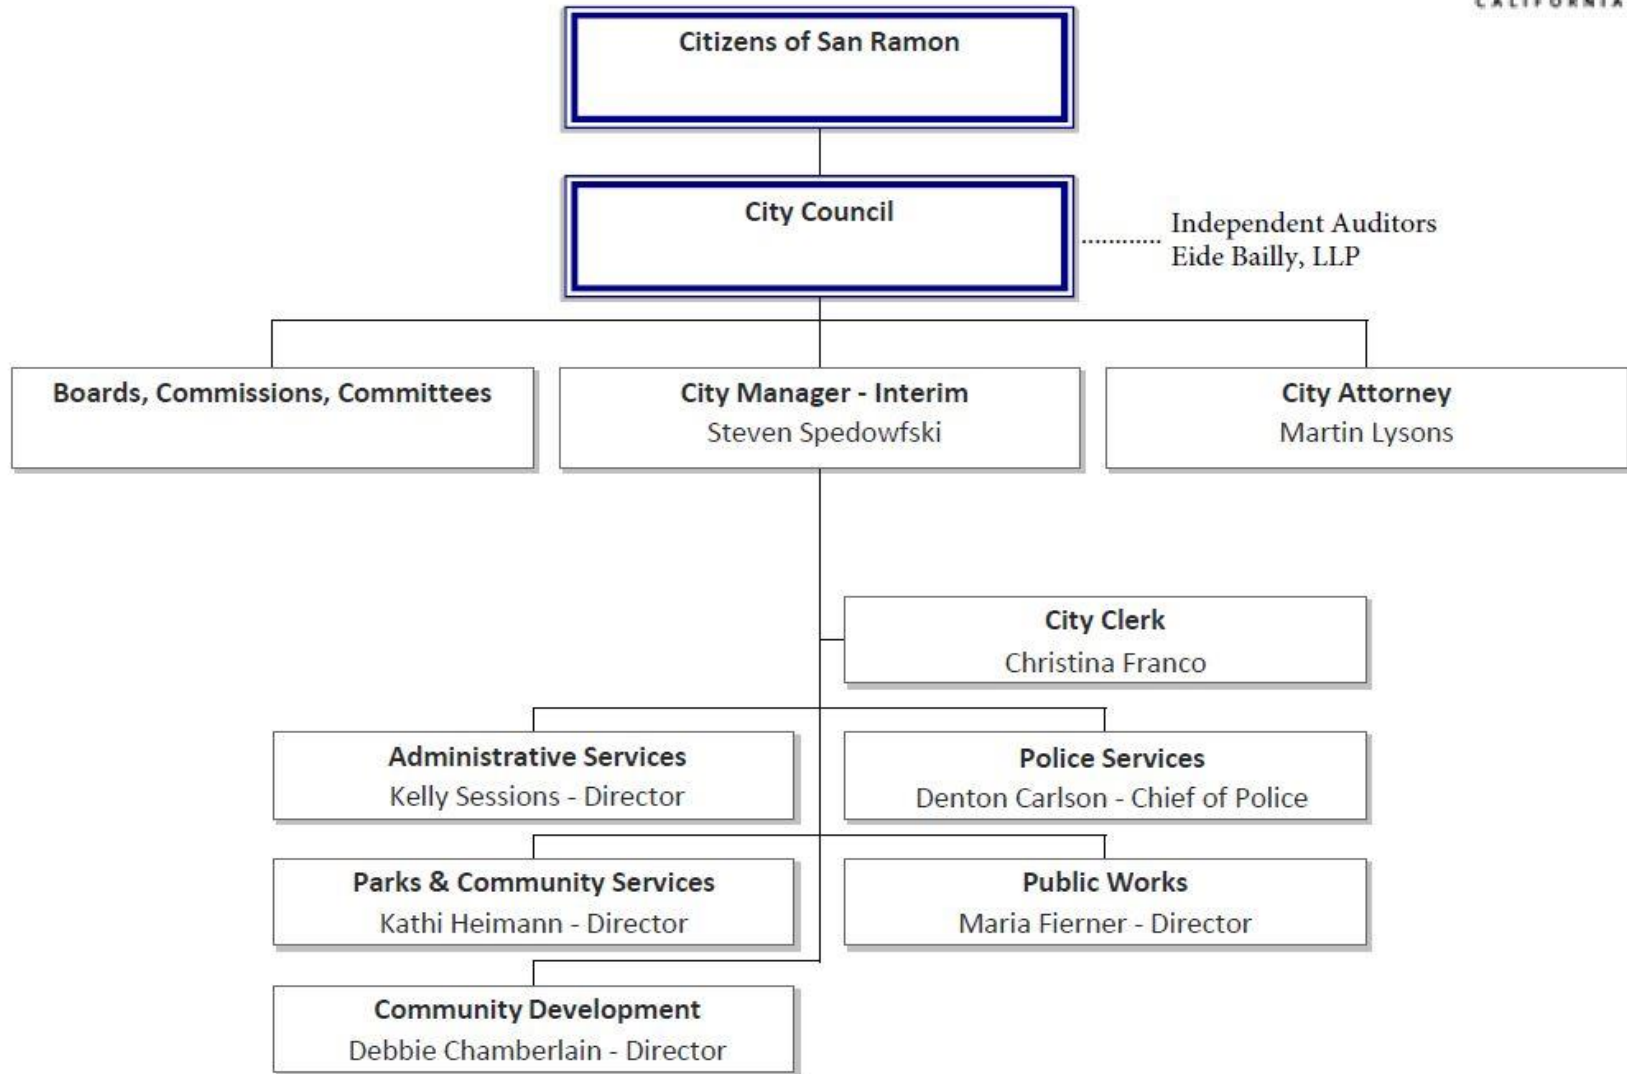 CALIFORNIA
Citizens of San Ramon
City Council
Independent Auditors
Eide Bailly, LLP
Boards, Commissions, Committees
City Manager - Interim
Steven Spedowfski
City Attorney
Martin Lysons
City Clerk
Christina Franco
Administrative Services
Kelly Sessions - Director
Police Services
Denton Carlson - Chief of Police
Parks & Community Services
Kathi Heimann - Director
Public Works
Maria Fierner - Director
Community Development
Debbie Chamberlain - Director